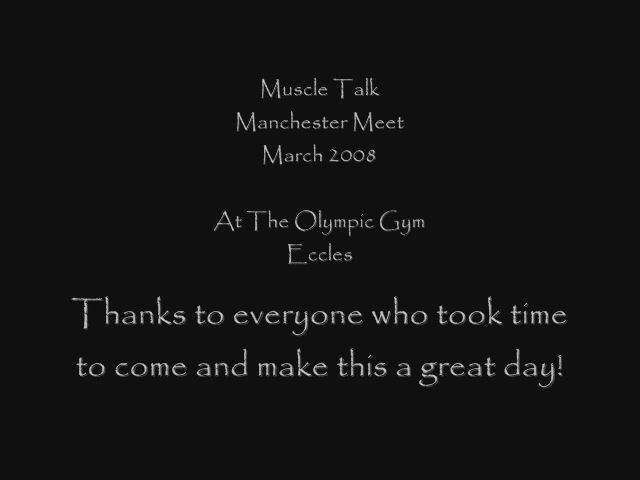 Muscle Talk
Manchester Meet
March 2008
At The Olympic Gym
Eccles
Thanks to everyone who took time
to come and make this a great day!